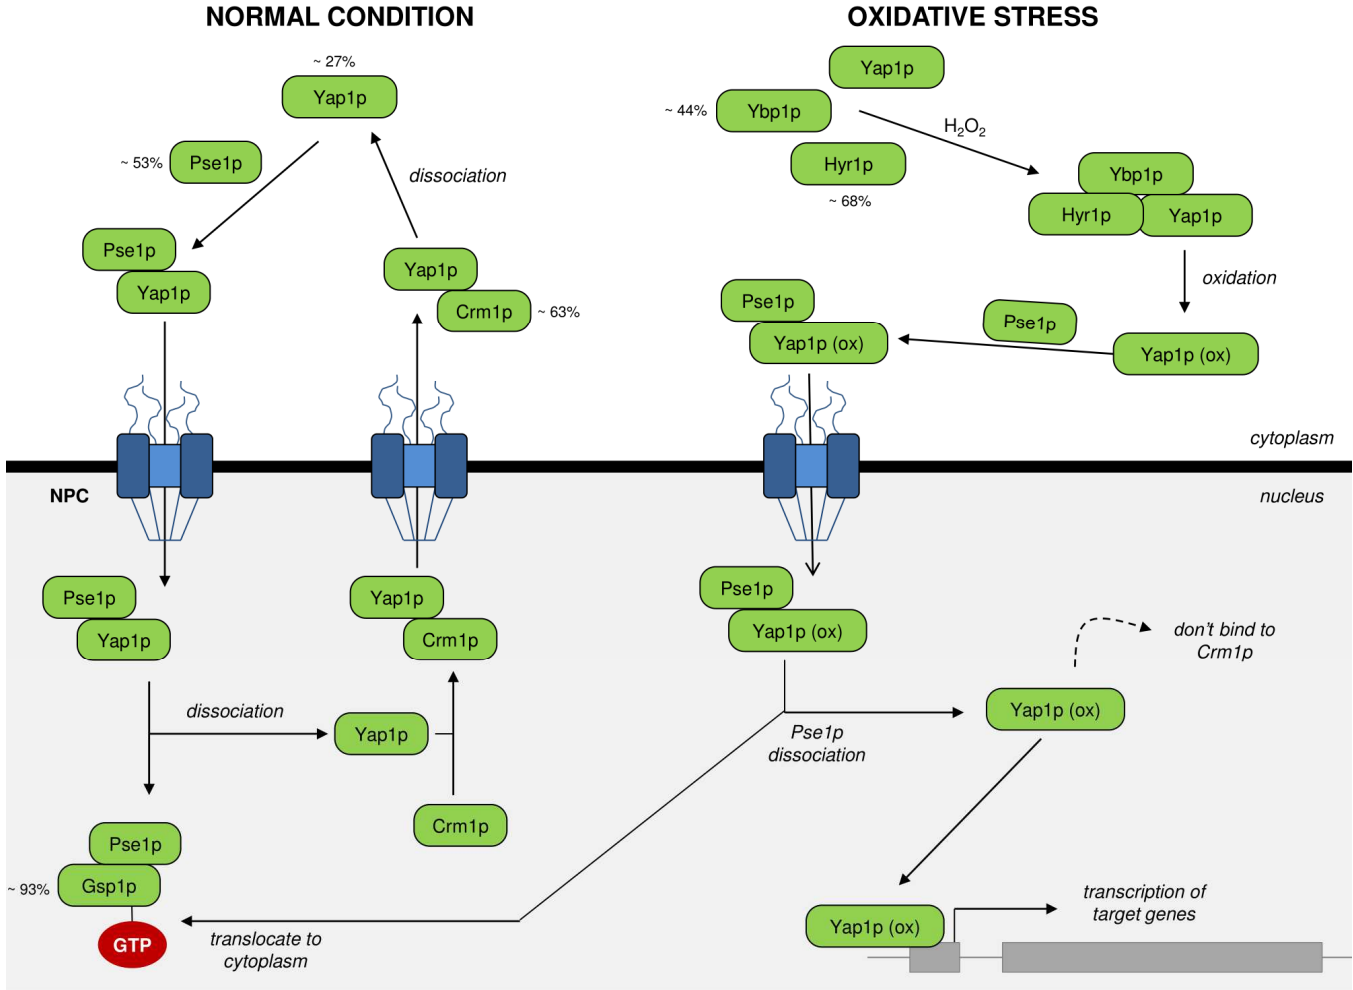 NORMAL CONDITION
~ 27%
Yap1p
~ 53%
Pse1p
dissociation
Pse1p
Yap1p
Yap1p
Crm1p
~ 63%
NPC
Pse1p
Yap1p
Yap1p
Crm1p
dissociation
Yap1p
Crm1p
Pse1p
~ 93%
Gsp1p
GTP
translocate to
cytoplasm
OXIDATIVE STRESS
Yap1p
~ 44%
Ybp1p
H₂O₂
Hyr1p
~ 68%
Ybp1p
Hyr1p
Yap1p
oxidation
Pse1p
Yap1p (ox)
Pse1p
Yap1p (ox)
cytoplasm
nucleus
Pse1p
Yap1p (ox)
don't bind to
Crm1p
Yap1p (ox)
Pse1p
dissociation
Yap1p (ox)
transcription of
target genes